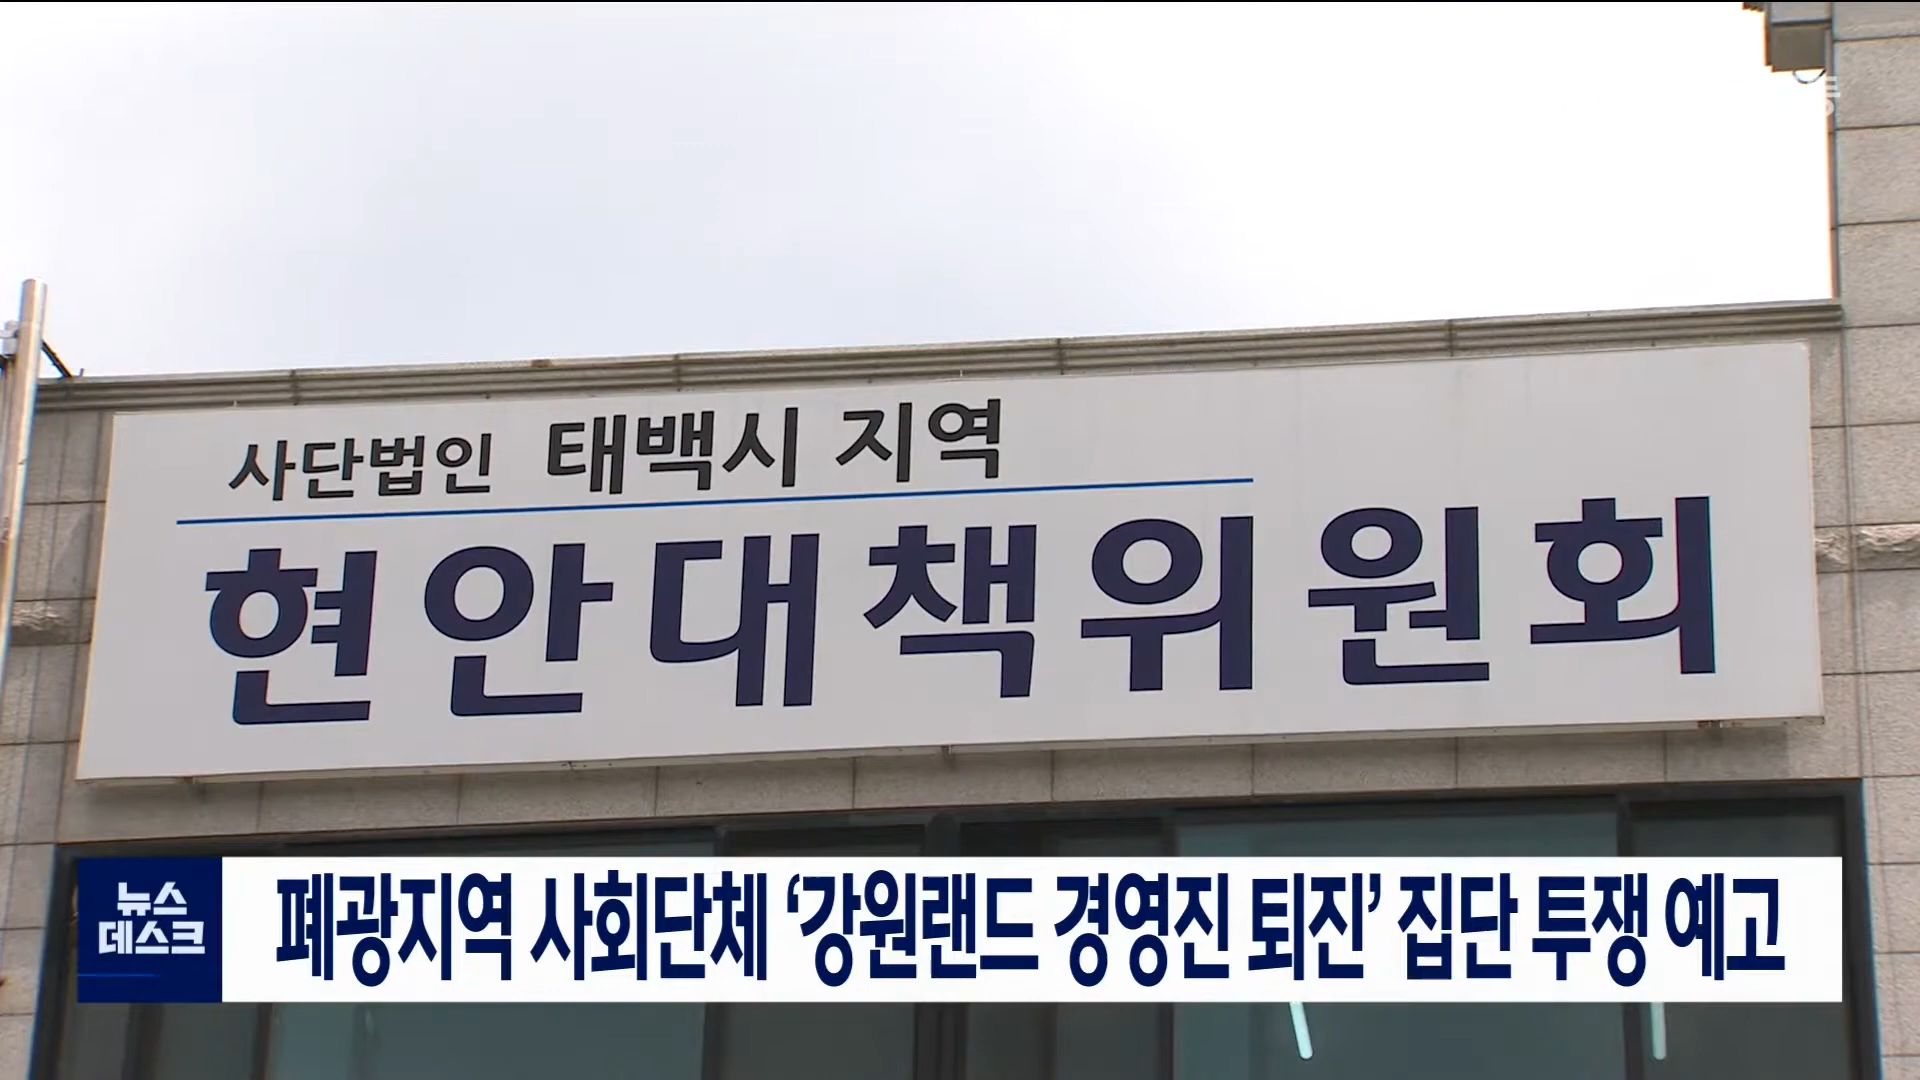 사단법인 태백시 지역
현안대책위원회
뉴스
데스크
폐광지역 사회단체 ‘강원랜드 경영진 퇴진’ 집단 투쟁 예고